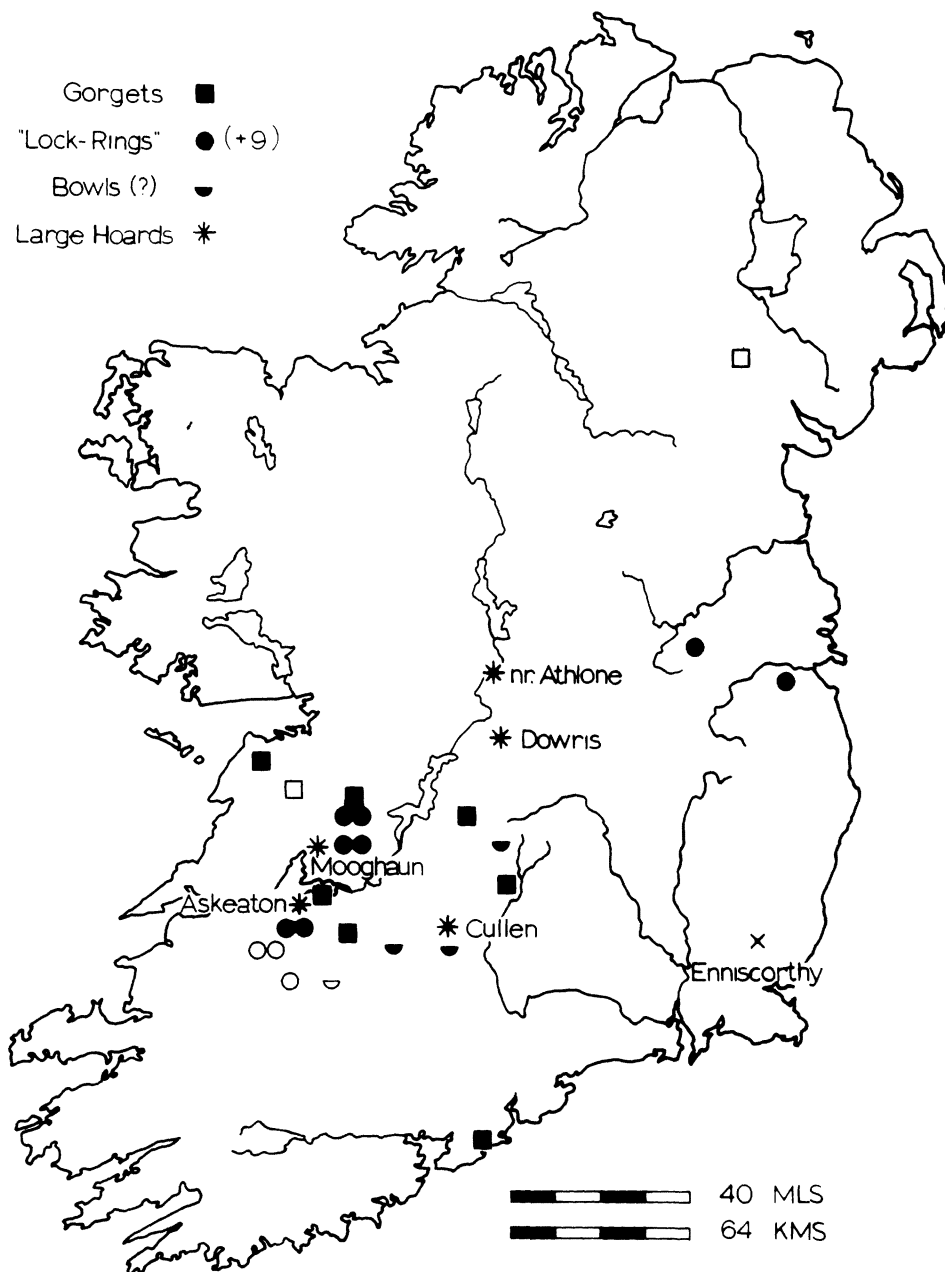 Gorgets
"Lock-Rings" (+9)
Bowls (?)
Large Hoards
nr. Athlone
Dowris
Mooghaun
Askeaton
Cullen
Enniscorthy
40 MLS
64 KMS